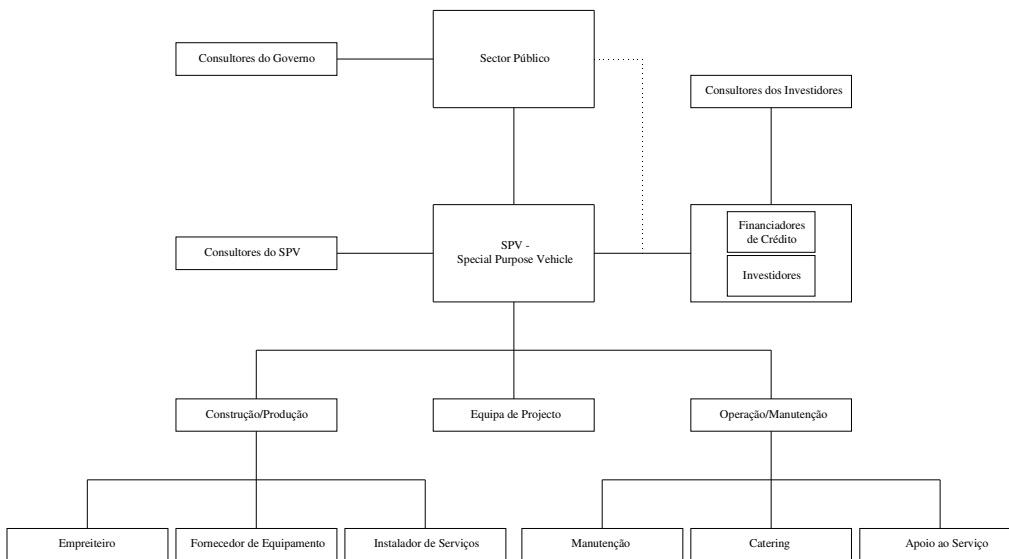 Sector Público
Consultores do Governo
Consultores dos Investidores
Financiadores
de Crédito
SPV -
Special Purpose Vehicle
Consultores do SPV
Investidores
Construção/Produção
Equipa de Projecto
Operação/Manutenção
Empreiteiro
Fornecedor de Equipamento
Instalador de Serviços
Manutenção
Catering
Apoio ao Serviço